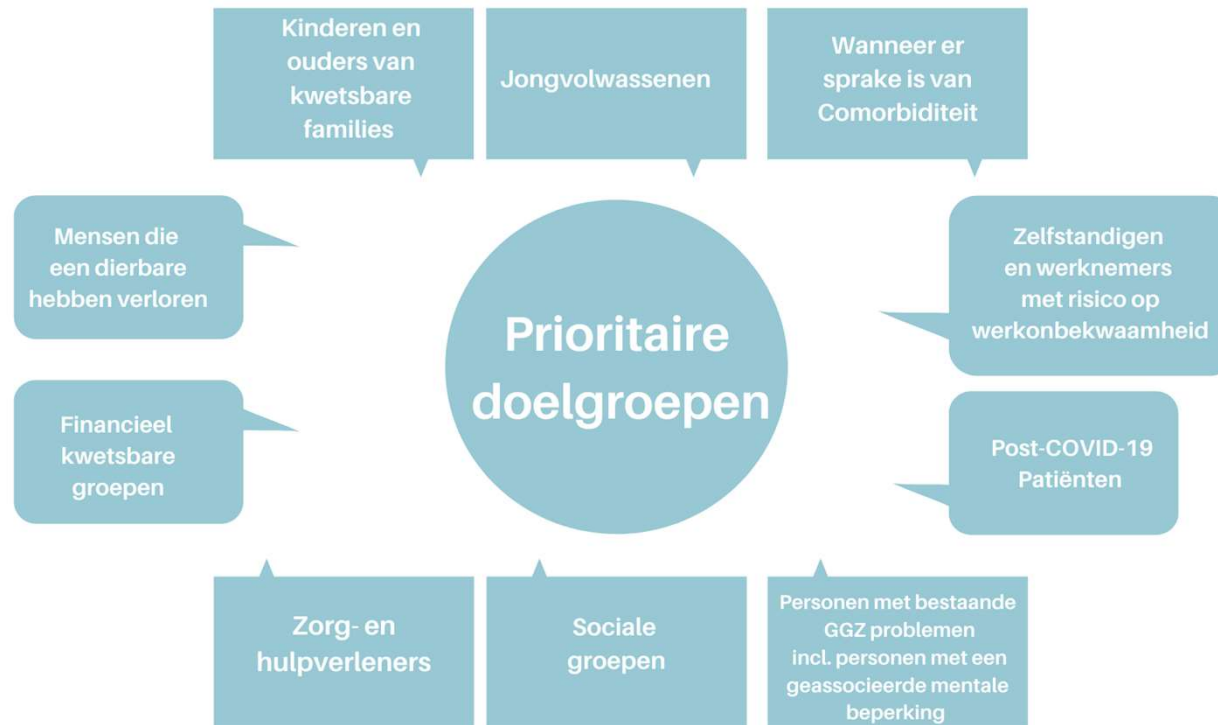 Kinderen en
ouders van
kwetsbare
families
Jongvolwassenen
Wanneer er
sprake is van
Comorbiditeit
Mensen die
een dierbare
hebben verloren
Prioritaire
doelgroepen
Zelfstandigen
en werknemers
met risico op
werkonbekwaamheid
Financieel
kwetsbare
groepen
Post-COVID-19
Patiënten
Zorg- en
hulpverleners
Sociale
groepen
Personen met bestaande
GGZ problemen
incl. personen met een
geassocieerde mentale
beperking